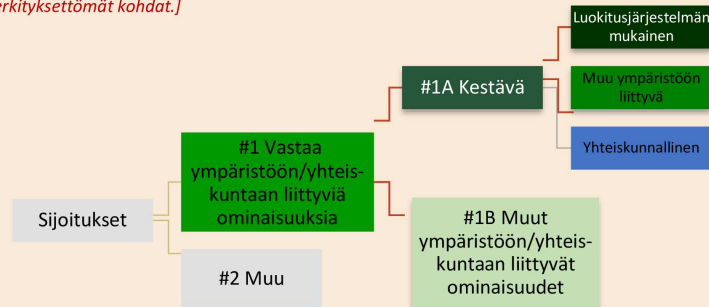 erkityksettömät kohdat.]
Luokitusjärjestelmän
mukainen
#1A Kestävä
Muu ympäristöön
liittyvä
#1 Vastaa
ympäristöön/yhteis-
kuntaan liittyviä
ominaisuuksia
Yhteiskunnallinen
Sijoitukset
#1B Muut
ympäristöön/yhteis-
kuntaan liittyvät
ominaisuudet
#2 Muu